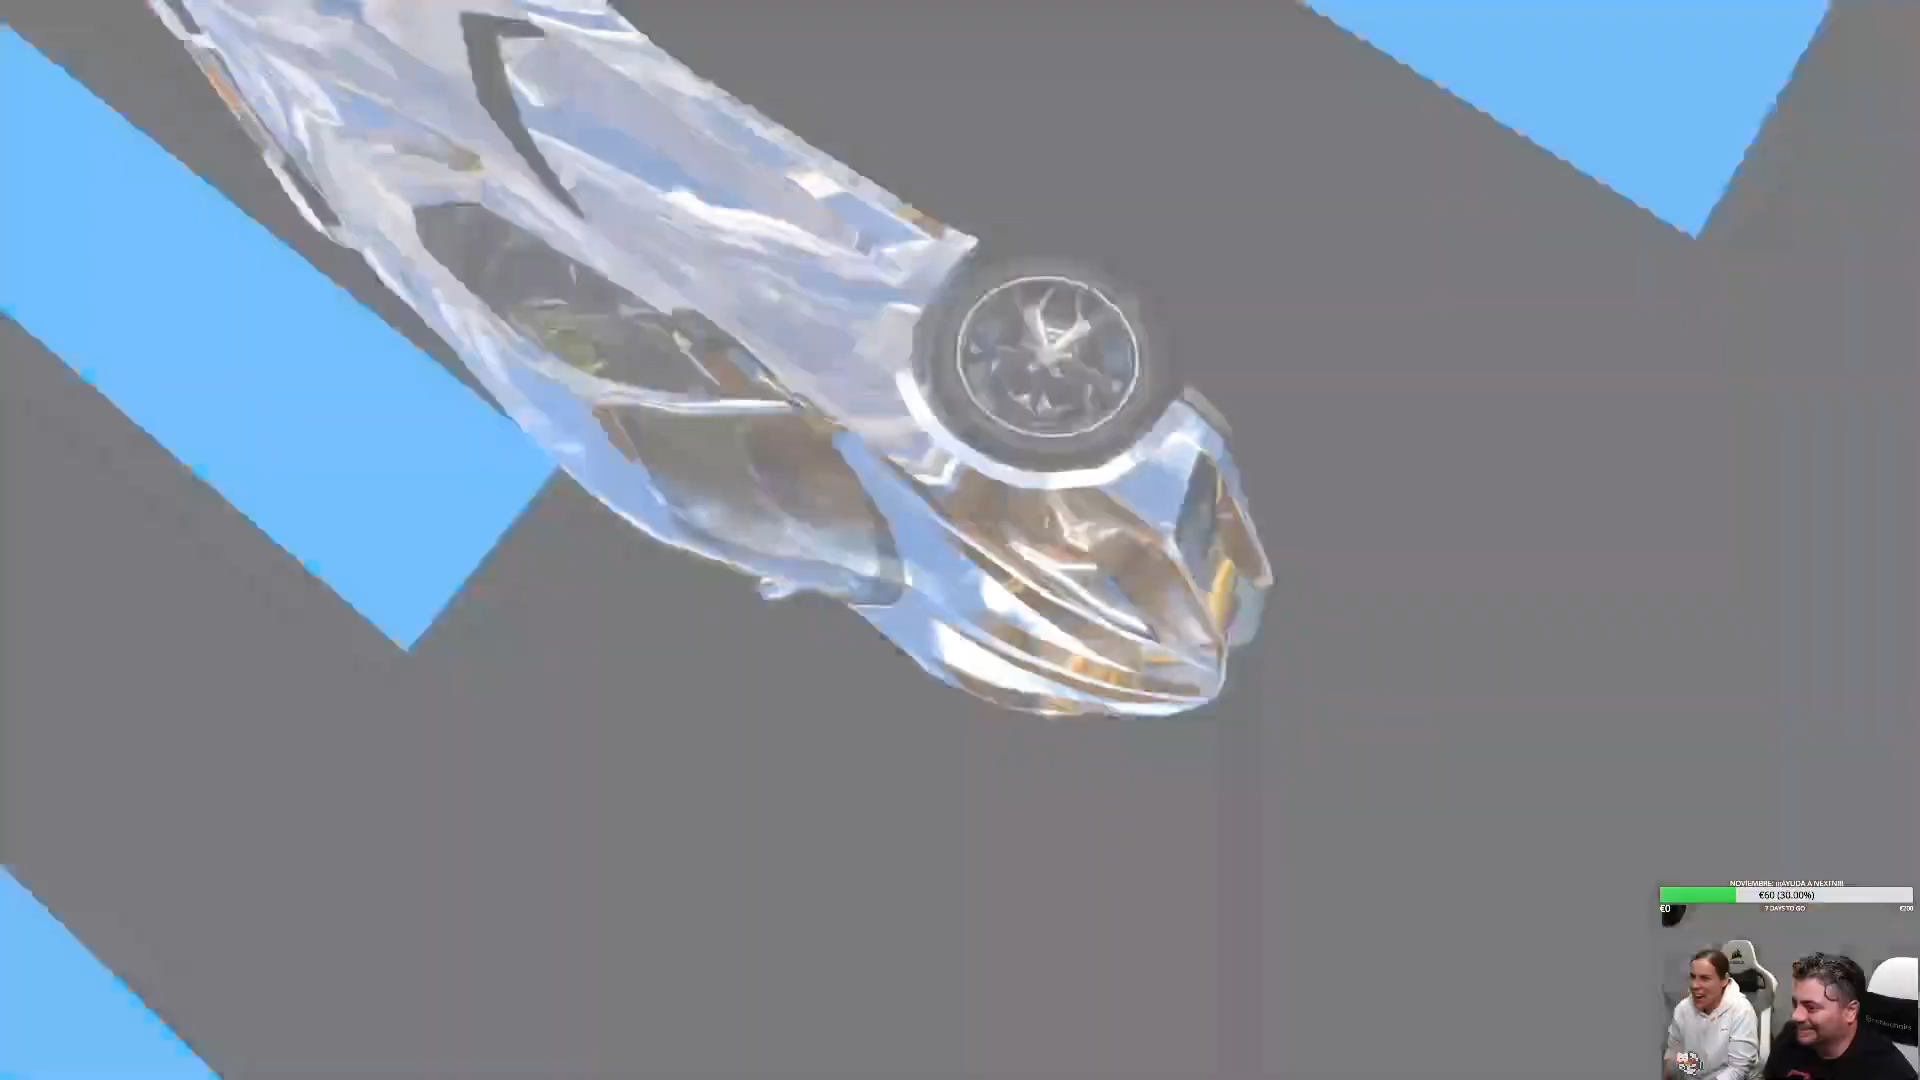 NOVIEMBRE: ¡¡¡AYUDA A NEXTN!!!
€60 (30.00%)
€0
7 DAYS TO GO
€200